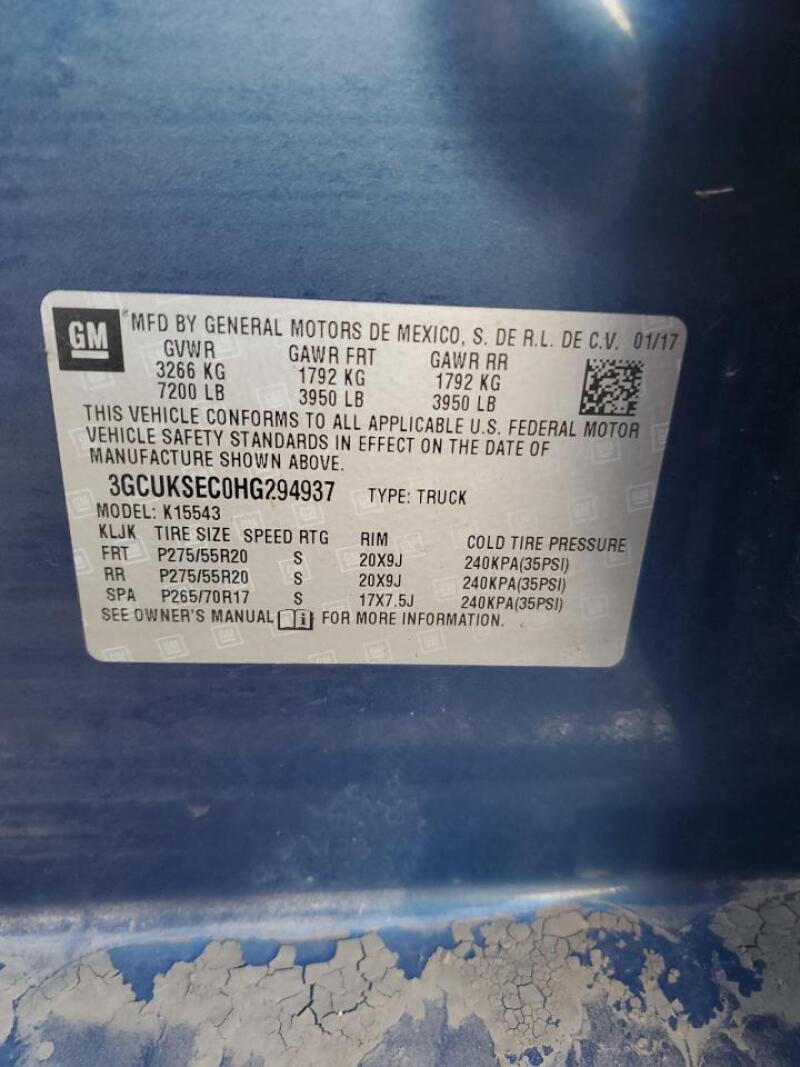 GM
MFD BY GENERAL MOTORS DE MEXICO, S. DE R.L. DE C.V. 01/17
GVWR GAWR FRT GAWR RR
3266 KG 1792 KG 1792 KG
7200 LB 3950 LB 3950 LB
THIS VEHICLE CONFORMS TO ALL APPLICABLE U.S. FEDERAL MOTOR
VEHICLE SAFETY STANDARDS IN EFFECT ON THE DATE OF
MANUFACTURE SHOWN ABOVE.
3GCUKSEC0HG294937 TYPE: TRUCK
MODEL: K15543
KLJK TIRE SIZE SPEED RTG RIM COLD TIRE PRESSURE
FRT P275/55R20 S 20X9J 240KPA(35PSI)
RR P275/55R20 S 20X9J 240KPA(35PSI)
SPA P265/70R17 S 17X7.5J 240KPA(35PSI)
SEE OWNER'S MANUAL FOR MORE INFORMATION.